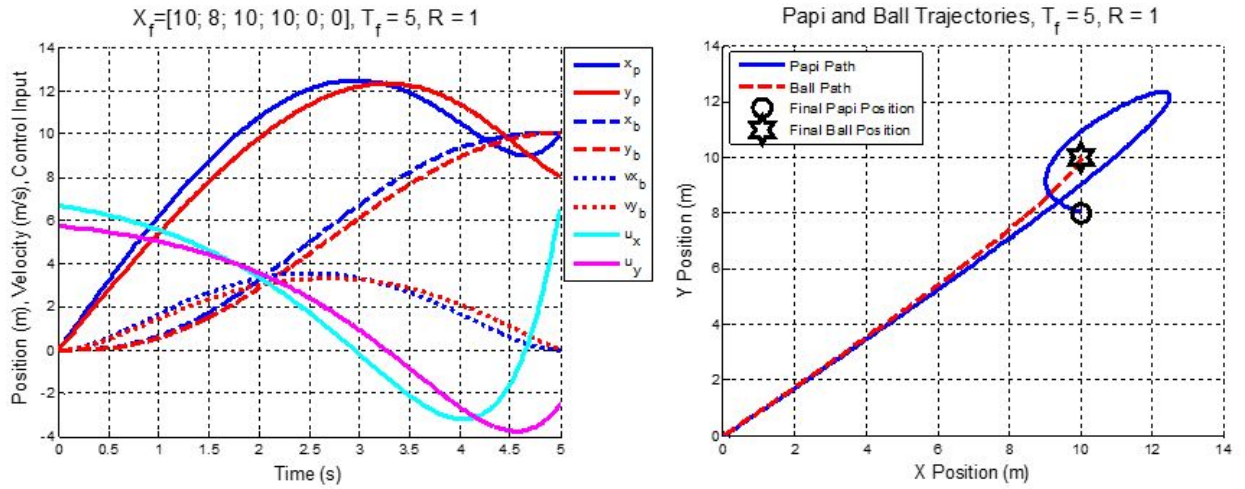 X_f=[10; 8; 10; 10; 0; 0], T_f = 5, R = 1
Position (m), Velocity (m/s), Control Input
14
12
10
8
6
4
2
0
-2
-4
0 0.5 1 1.5 2 2.5 3 3.5 4 4.5 5
Time (s)
x_p
y_p
x_b
y_b
vx_b
vy_b
u_x
u_y
Papi and Ball Trajectories, T_f = 5, R = 1
Y Position (m)
14
12
10
8
6
4
2
0
Papi Path
Ball Path
Final Papi Position
Final Ball Position
0 2 4 6 8 10 12 14
X Position (m)